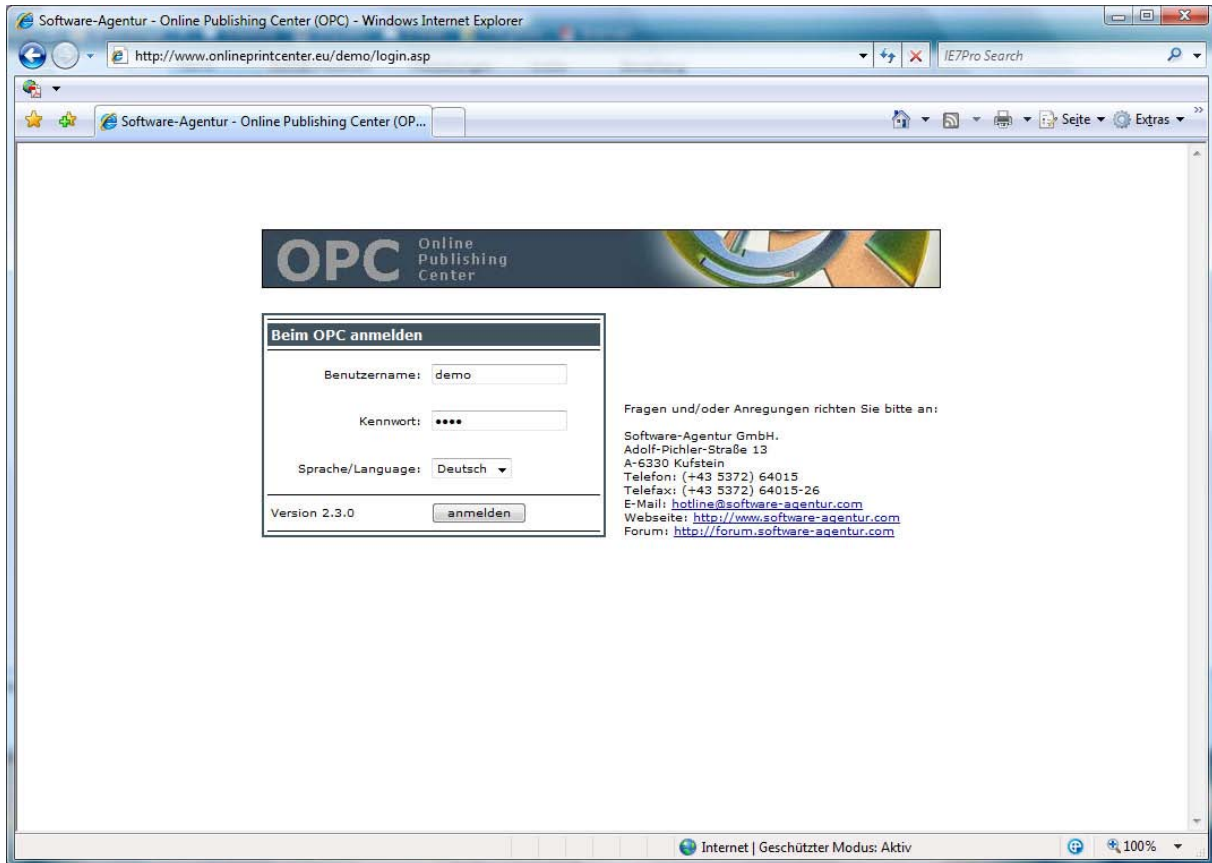 Software-Agentur - Online Publishing Center (OPC) - Windows Internet Explorer
http://www.onlineprintcenter.eu/demo/login.asp
IE7Pro Search
Software-Agentur - Online Publishing Center (OP...
Seite
Extras
OPC
Online
Publishing
Center
Beim OPC anmelden
Benutzername: demo
Kennwort: ••••
Sprache/Language: Deutsch
Version 2.3.0
anmelden
Fragen und/oder Anregungen richten Sie bitte an:
Software-Agentur GmbH.
Adolf-Pichler-Straße 13
A-6330 Kufstein
Telefon: (+43 5372) 64015
Telefax: (+43 5372) 64015-26
E-Mail: hotline@software-agentur.com
Webseite: http://www.software-agentur.com
Forum: http://forum.software-agentur.com
Internet | Geschützter Modus: Aktiv
100%